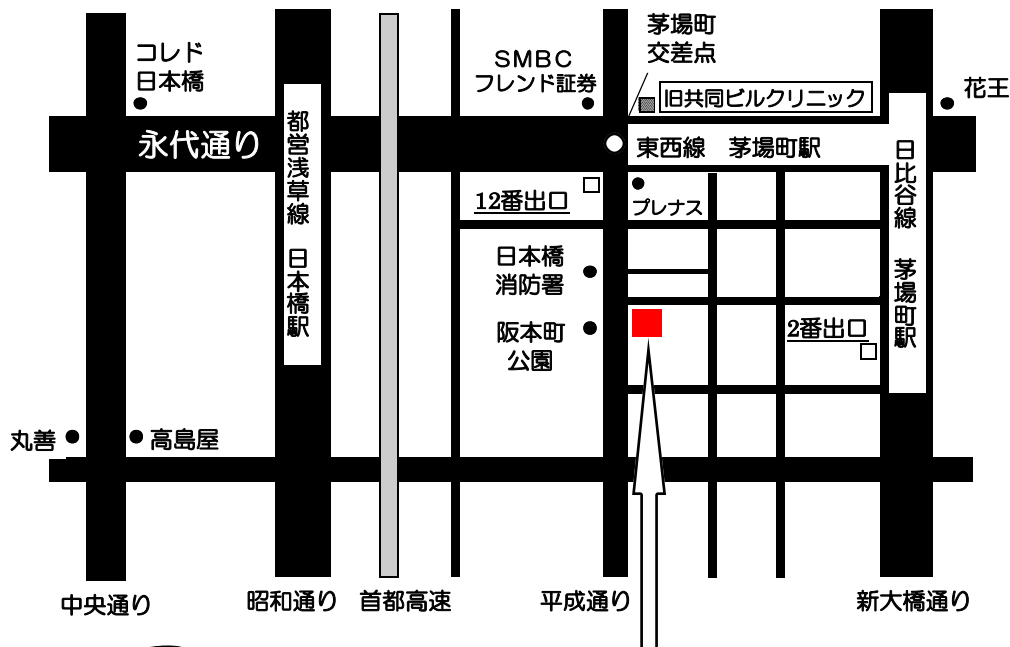 茅場町
交差点
コレド
日本橋
SMBC
フレンド証券
旧共同ビルクリニック
花王
永代通り
都営浅草線 日本橋駅
東西線 茅場町駅
日比谷線 茅場町駅
12番出口
プレナス
日本橋
消防署
阪本町
公園
2番出口
丸善
高島屋
中央通り
昭和通り
首都高速
平成通り
新大橋通り